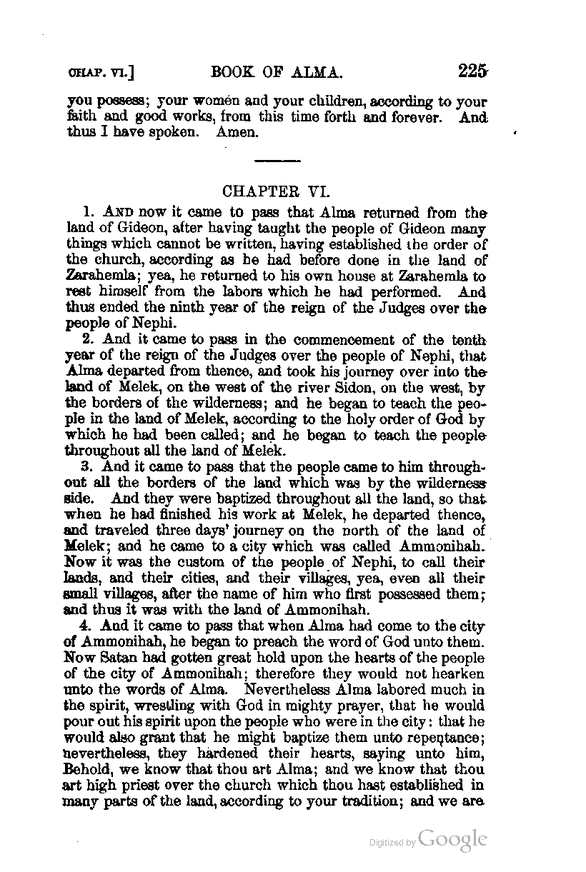 CHAP. VI.] BOOK OF ALMA. 225
you possess; your women and your children, according to your
faith and good works, from this time forth and forever. And
thus I have spoken. Amen.
CHAPTER VI.
1. AND now it came to pass that Alma returned from the
land of Gideon, after having taught the people of Gideon many
things which cannot be written, having established the order of
the church, according as he had before done in the land of
Zarahemla; yea, he returned to his own house at Zarahemla to
rest himself from the labors which he had performed. And
thus ended the ninth year of the reign of the Judges over the
people of Nephi.
2. And it came to pass in the commencement of the tenth
year of the reign of the Judges over the people of Nephi, that
Alma departed from thence, and took his journey over into the
land of Melek, on the west of the river Sidon, on the west, by
the borders of the wilderness; and he began to teach the peo-
ple in the land of Melek, according to the holy order of God by
which he had been called; and he began to teach the people
throughout all the land of Melek.
3. And it came to pass that the people came to him through-
out all the borders of the land which was by the wilderness
side. And they were baptized throughout all the land, so that
when he had finished his work at Melek, he departed thence,
and traveled three days' journey on the north of the land of
Melek; and he came to a city which was called Ammonihah.
Now it was the custom of the people of Nephi, to call their
lands, and their cities, and their villages, yea, even all their
small villages, after the name of him who first possessed them;
and thus it was with the land of Ammonihah.
4. And it came to pass that when Alma had come to the city
of Ammonihah, he began to preach the word of God unto them.
Now Satan had gotten great hold upon the hearts of the people
of the city of Ammonihah; therefore they would not hearken
unto the words of Alma. Nevertheless Alma labored much in
the spirit, wrestling with God in mighty prayer, that he would
pour out his spirit upon the people who were in the city: that he
would also grant that he might baptize them unto repentance;
nevertheless, they hardened their hearts, saying unto him,
Behold, we know that thou art Alma; and we know that thou
art high priest over the church which thou hast established in
many parts of the land, according to your tradition; and we are
Digitized by Google